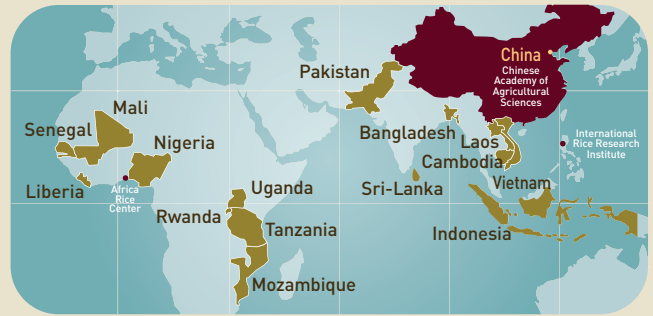 China
Chinese
Academy of
Agricultural
Sciences
Pakistan
Mali
Senegal
Nigeria
Bangladesh
Laos
Cambodia
International
Rice Research
Institute
Liberia
Africa
Rice
Center
Uganda
Sri-Lanka
Vietnam
Rwanda
Tanzania
Indonesia
Mozambique